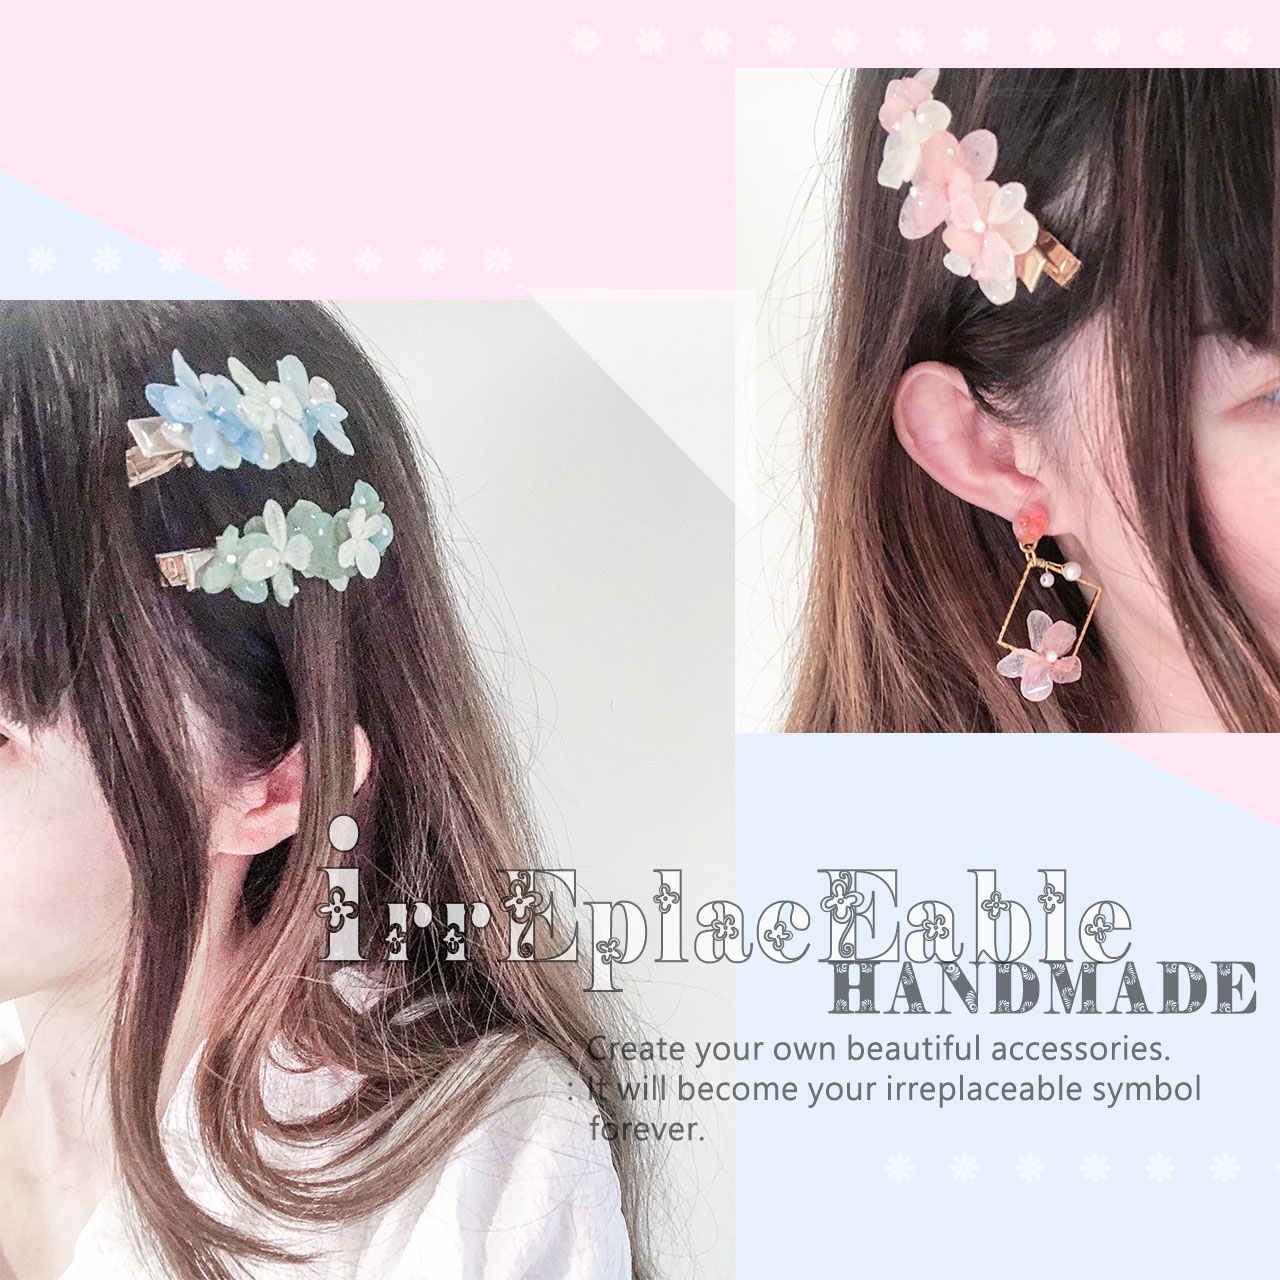 irrEplacEable
HANDMADE
: Create your own beautiful accessories.
: It will become your irreplaceable symbol
forever.